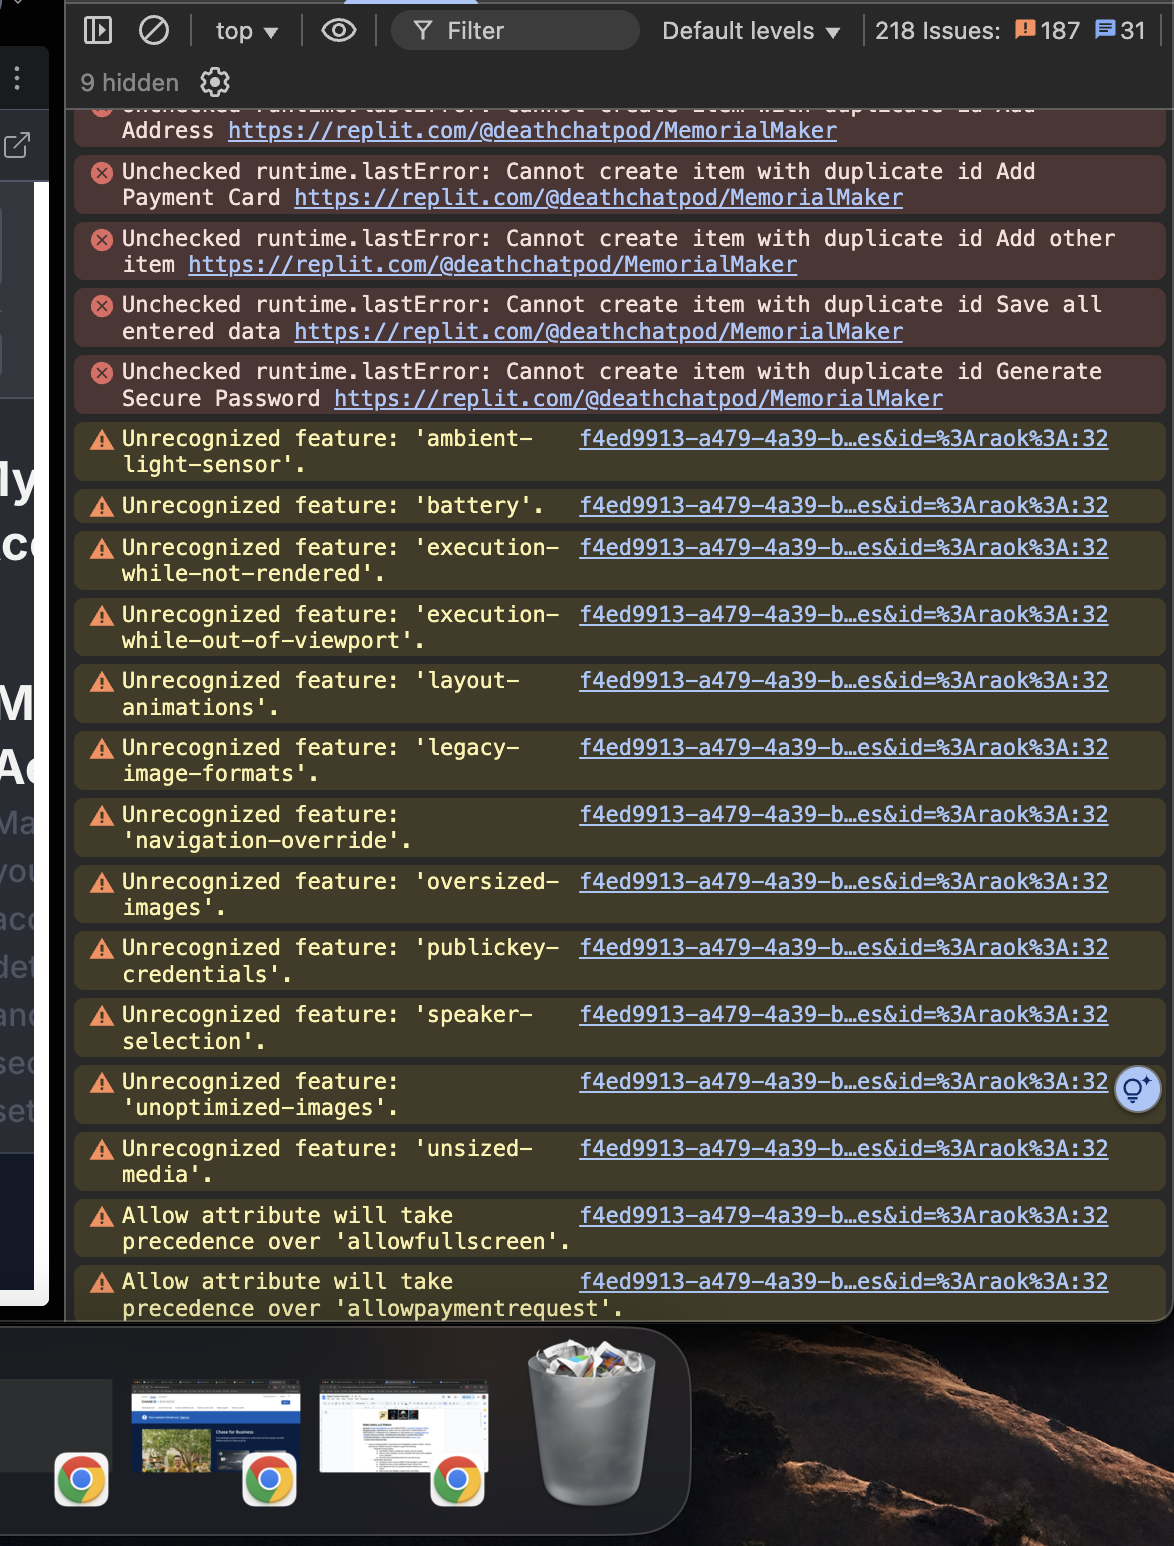 top ▼
Filter
Default levels ▼
218 Issues:
187
31
9 hidden
Unchecked runtime.lastError: Cannot create item with duplicate id Add
Address https://replit.com/@deathchatpod/MemorialMaker
Unchecked runtime.lastError: Cannot create item with duplicate id Add
Payment Card https://replit.com/@deathchatpod/MemorialMaker
Unchecked runtime.lastError: Cannot create item with duplicate id Add other
item https://replit.com/@deathchatpod/MemorialMaker
Unchecked runtime.lastError: Cannot create item with duplicate id Save all
entered data https://replit.com/@deathchatpod/MemorialMaker
Unchecked runtime.lastError: Cannot create item with duplicate id Generate
Secure Password https://replit.com/@deathchatpod/MemorialMaker
Unrecognized feature: 'ambient- f4ed9913-a479-4a39-b…es&id=%3Araok%3A:32
light-sensor'.
Unrecognized feature: 'battery'. f4ed9913-a479-4a39-b…es&id=%3Araok%3A:32
Unrecognized feature: 'execution- f4ed9913-a479-4a39-b…es&id=%3Araok%3A:32
while-not-rendered'.
Unrecognized feature: 'execution- f4ed9913-a479-4a39-b…es&id=%3Araok%3A:32
while-out-of-viewport'.
Unrecognized feature: 'layout- f4ed9913-a479-4a39-b…es&id=%3Araok%3A:32
animations'.
Unrecognized feature: 'legacy- f4ed9913-a479-4a39-b…es&id=%3Araok%3A:32
image-formats'.
Unrecognized feature: f4ed9913-a479-4a39-b…es&id=%3Araok%3A:32
'navigation-override'.
Unrecognized feature: 'oversized- f4ed9913-a479-4a39-b…es&id=%3Araok%3A:32
images'.
Unrecognized feature: 'publickey- f4ed9913-a479-4a39-b…es&id=%3Araok%3A:32
credentials'.
Unrecognized feature: 'speaker- f4ed9913-a479-4a39-b…es&id=%3Araok%3A:32
selection'.
Unrecognized feature: f4ed9913-a479-4a39-b…es&id=%3Araok%3A:32
'unoptimized-images'.
Unrecognized feature: 'unsized- f4ed9913-a479-4a39-b…es&id=%3Araok%3A:32
media'.
Allow attribute will take f4ed9913-a479-4a39-b…es&id=%3Araok%3A:32
precedence over 'allowfullscreen'.
Allow attribute will take f4ed9913-a479-4a39-b…es&id=%3Araok%3A:32
precedence over 'allowpaymentrequest'.
Chase for Business